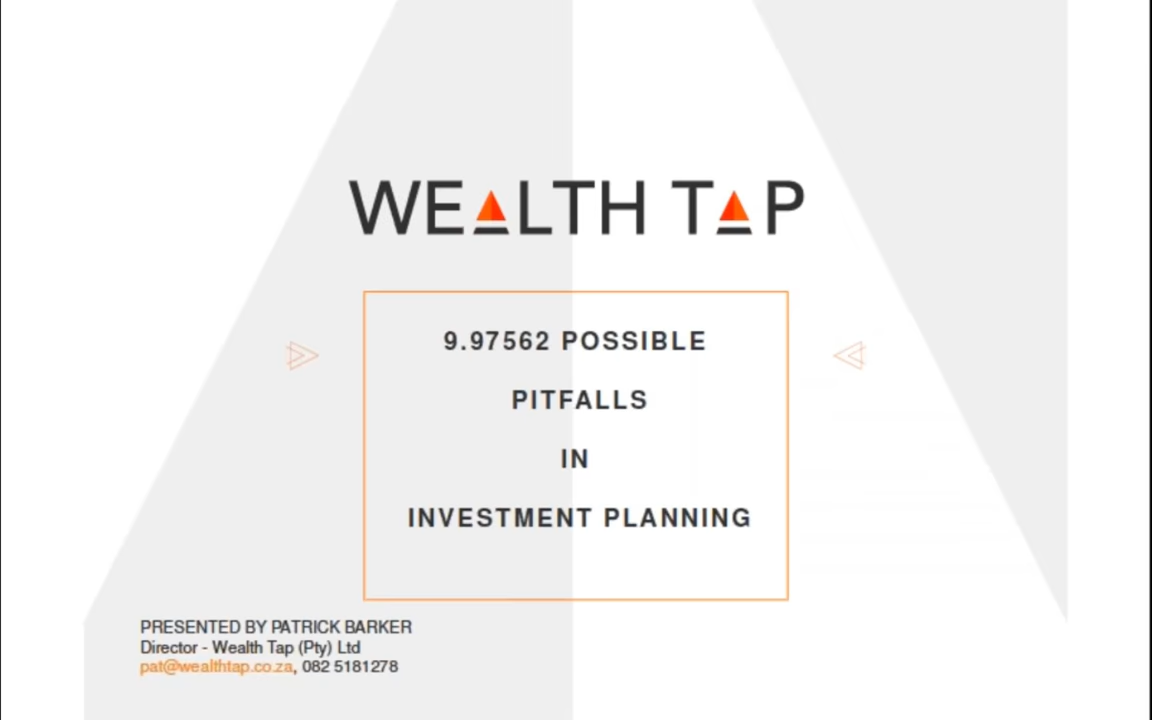 WEALTH TAP
9.97562 POSSIBLE
PITFALLS
IN
INVESTMENT PLANNING
PRESENTED BY PATRICK BARKER
Director - Wealth Tap (Pty) Ltd
pat@wealthtap.co.za, 082 5181278